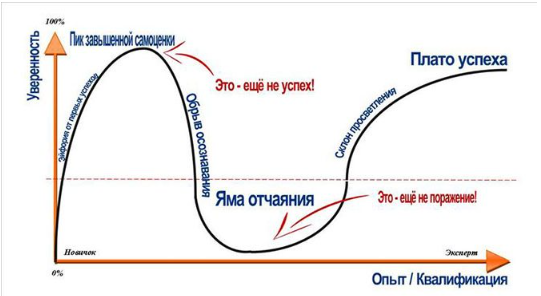 100%
Уверенность
Пик завышенной самооценки
Эйфория от первых успехов
Это - ещё не успех!
Обрыв осознавания
Яма отчаяния
Это - ещё не поражение!
Склон просветления
Плато успеха
Новичек
Эксперт
0%
Опыт / Квалификация